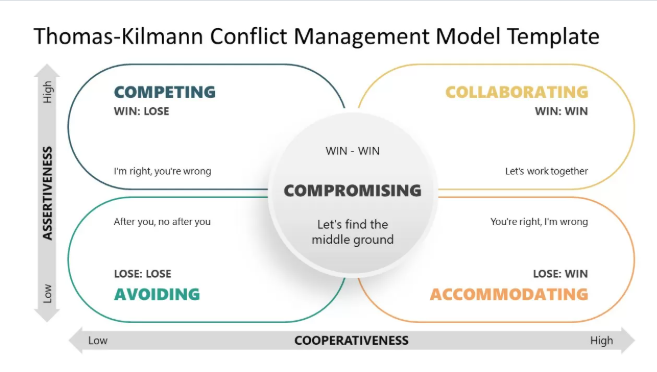 Thomas-Kilmann Conflict Management Model Template
High
ASSERTIVENESS
Low
COMPETING
WIN: LOSE
I'm right, you're wrong
COLLABORATING
WIN: WIN
Let's work together
WIN - WIN
COMPROMISING
Let's find the
middle ground
After you, no after you
LOSE: LOSE
AVOIDING
You're right, I'm wrong
LOSE: WIN
ACCOMMODATING
Low
COOPERATIVENESS
High